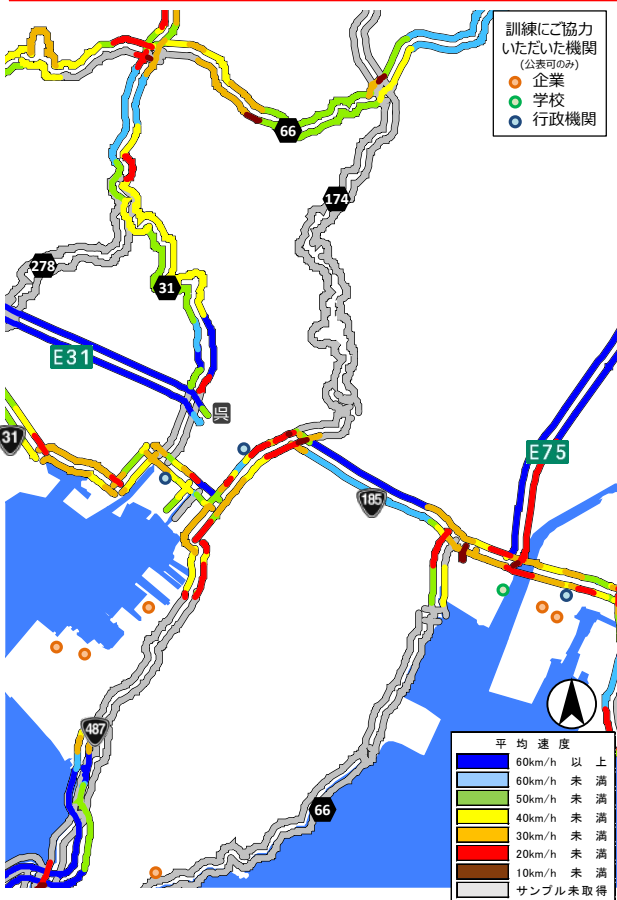 訓練にご協力
いただいた機関
(公表可のみ)
企業
学校
行政機関
66
174
278
31
E31
呉
31
E75
185
487
66
平均速度
60km/h 以上
60km/h 未満
50km/h 未満
40km/h 未満
30km/h 未満
20km/h 未満
10km/h 未満
サンプル未取得